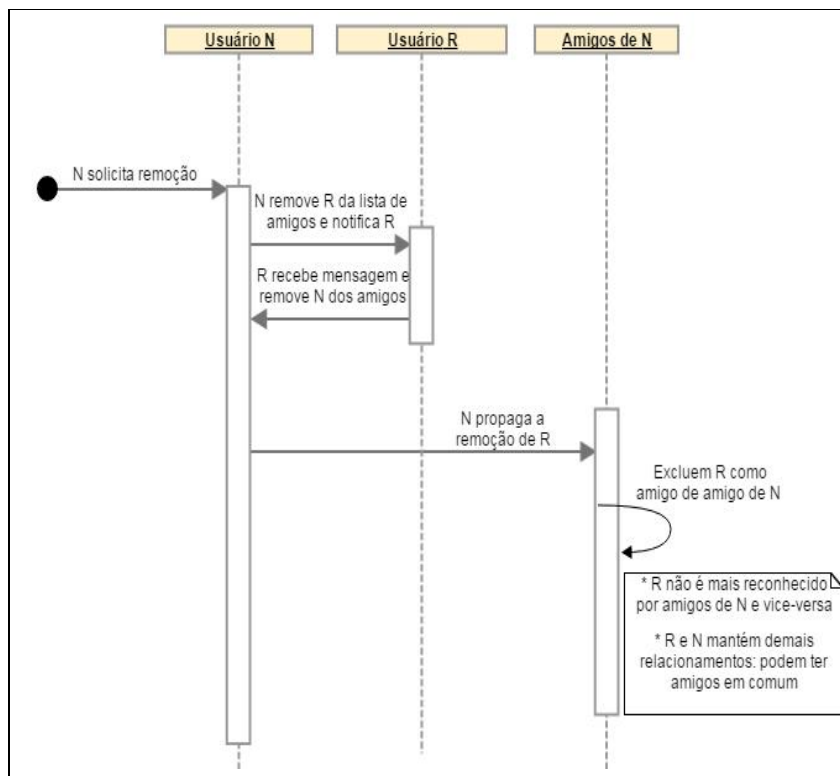 Usuário N
Usuário R
Amigos de N
N solicita remoção
N remove R da lista de
amigos e notifica R
R recebe mensagem e
remove N dos amigos
N propaga a
remoção de R
Excluem R como
amigo de amigo de N
* R não é mais reconhecido
por amigos de N e vice-versa
* R e N mantém demais
relacionamentos: podem ter
amigos em comum